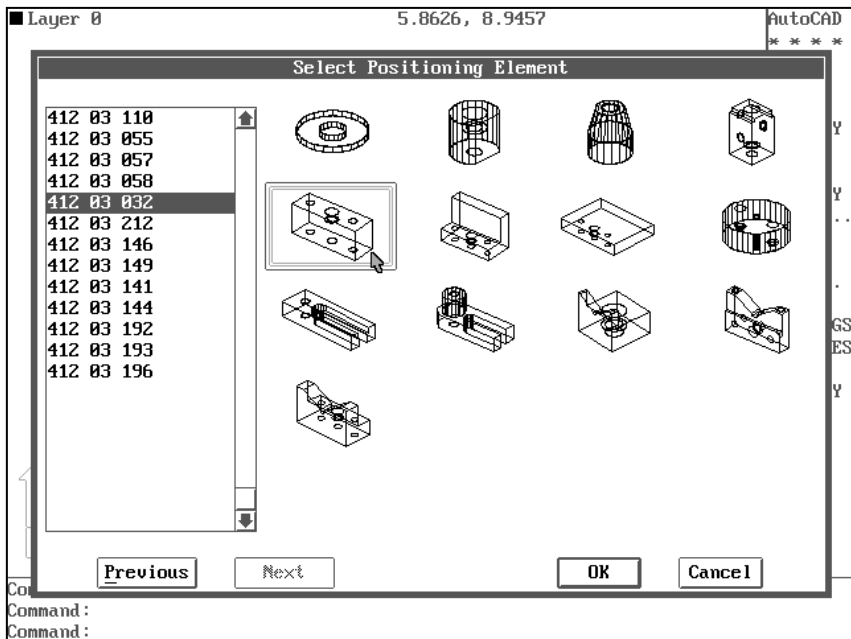 Layer 0 5.8626, 8.9457 AutoCAD
* * * *
Select Positioning Element
412 03 110
412 03 055
412 03 057
412 03 058
412 03 032
412 03 212
412 03 146
412 03 149
412 03 141
412 03 144
412 03 192
412 03 193
412 03 196
Y
Y
..
.
GS
ES
Y
Previous Next OK Cancel
Co
Command:
Command: